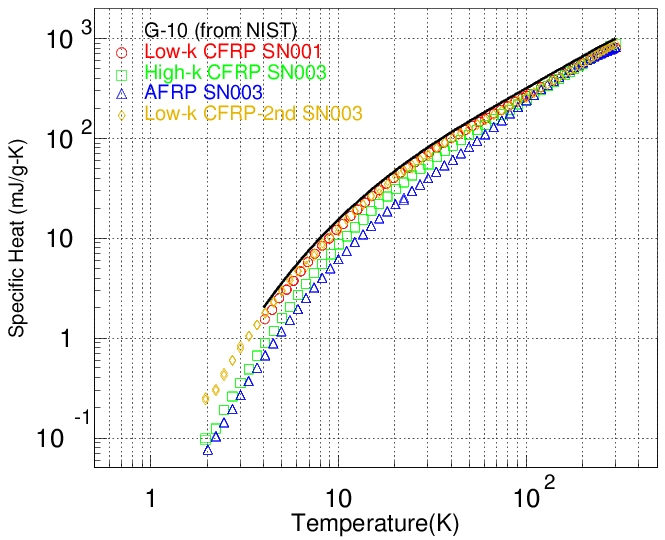 G-10 (from NIST)
Low-k CFRP SN001
High-k CFRP SN003
AFRP SN003
Low-k CFRP-2nd SN003
Specific Heat (mJ/g-K)
10 3
10 2
10
1
10 -1
1 10 10 2
Temperature(K)